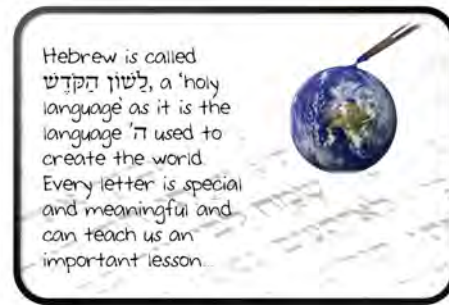 Hebrew is called
לְשׁוֹן הַקֹּדֶשׁ, a 'holy
language' as it is the
language ה' used to
create the world.
Every letter is special
and meaningful and
can teach us an
important lesson...